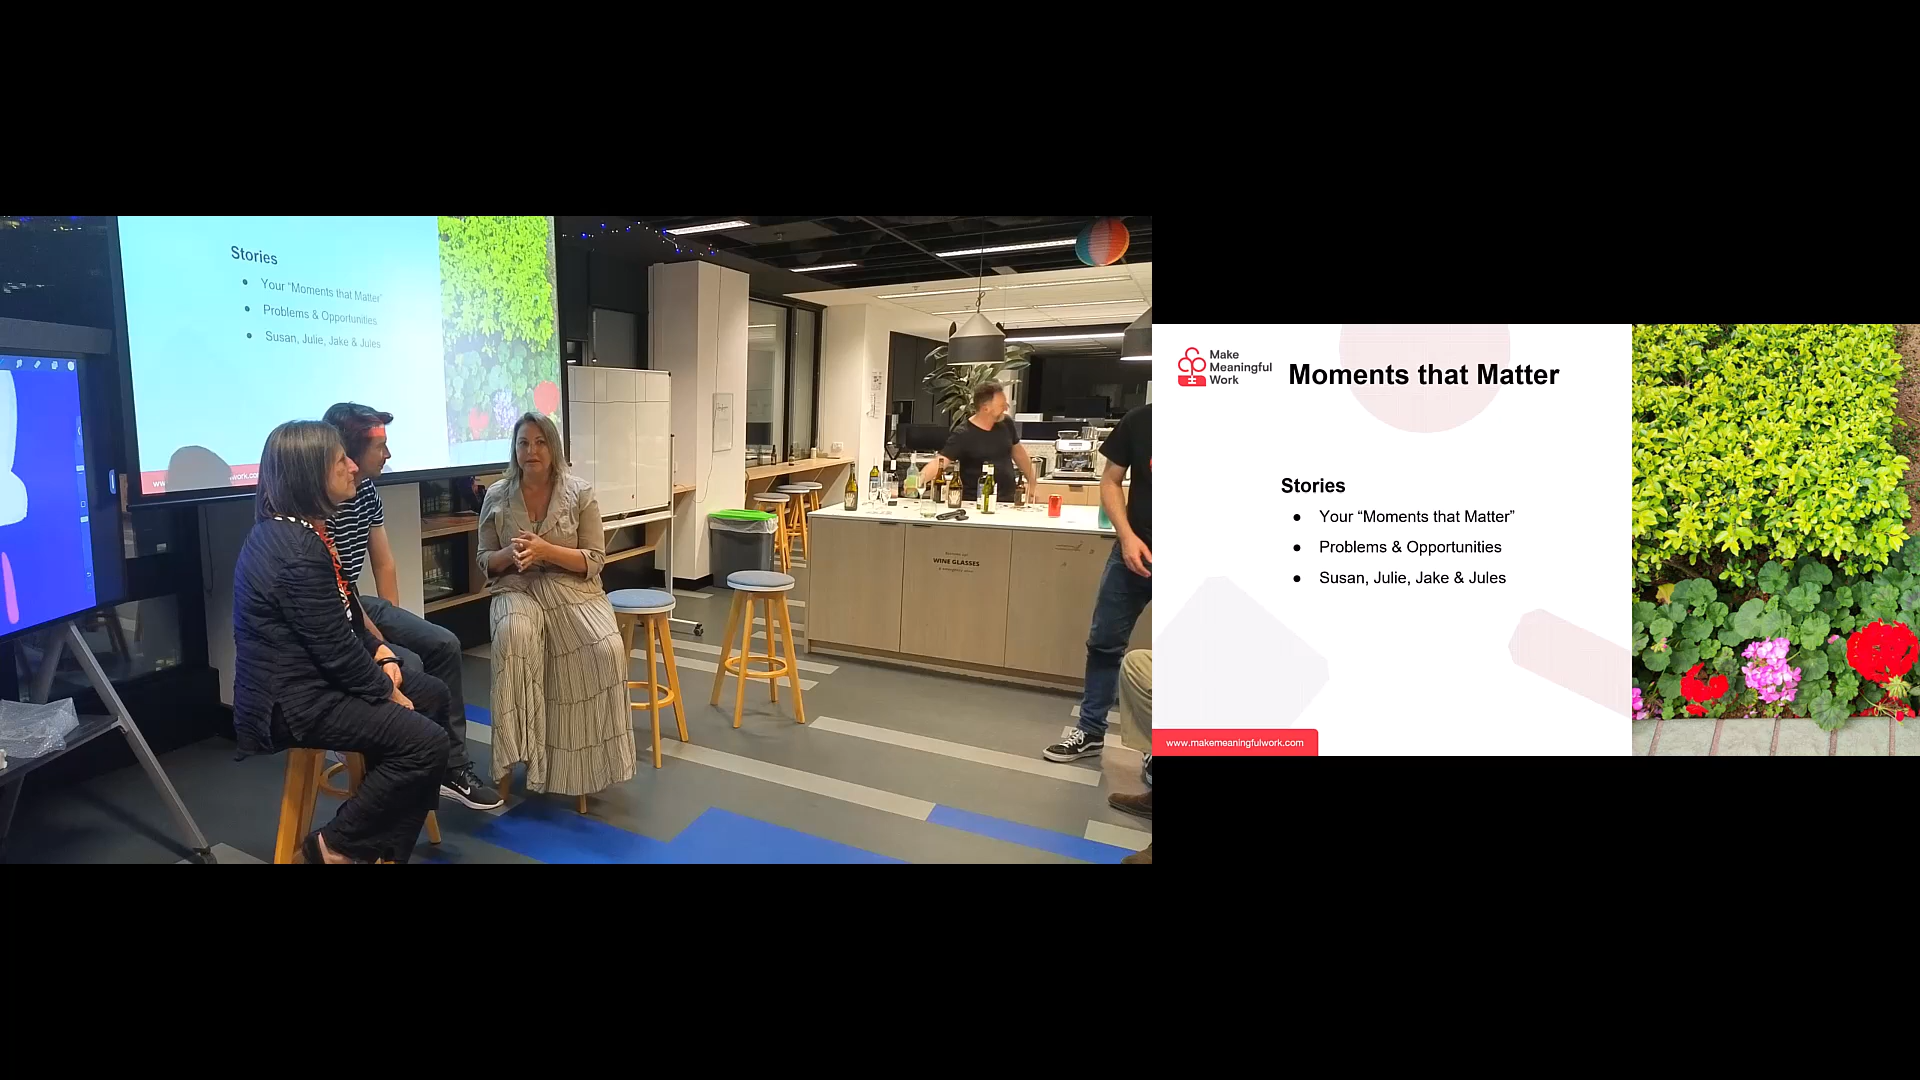 Stories
● Your “Moments that Matter”
● Problems & Opportunities
● Susan, Julie, Jake & Jules
WINE GLASSES
Make
Meaningful
Work
Moments that Matter
Stories
● Your “Moments that Matter”
● Problems & Opportunities
● Susan, Julie, Jake & Jules
www.makemeaningfulwork.com